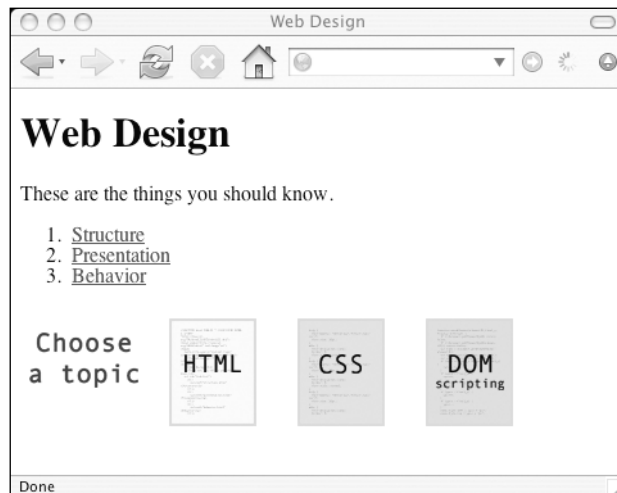 Web Design
Web Design
These are the things you should know.
1. Structure
2. Presentation
3. Behavior
Choose
a topic
HTML
CSS
DOM
scripting
Done